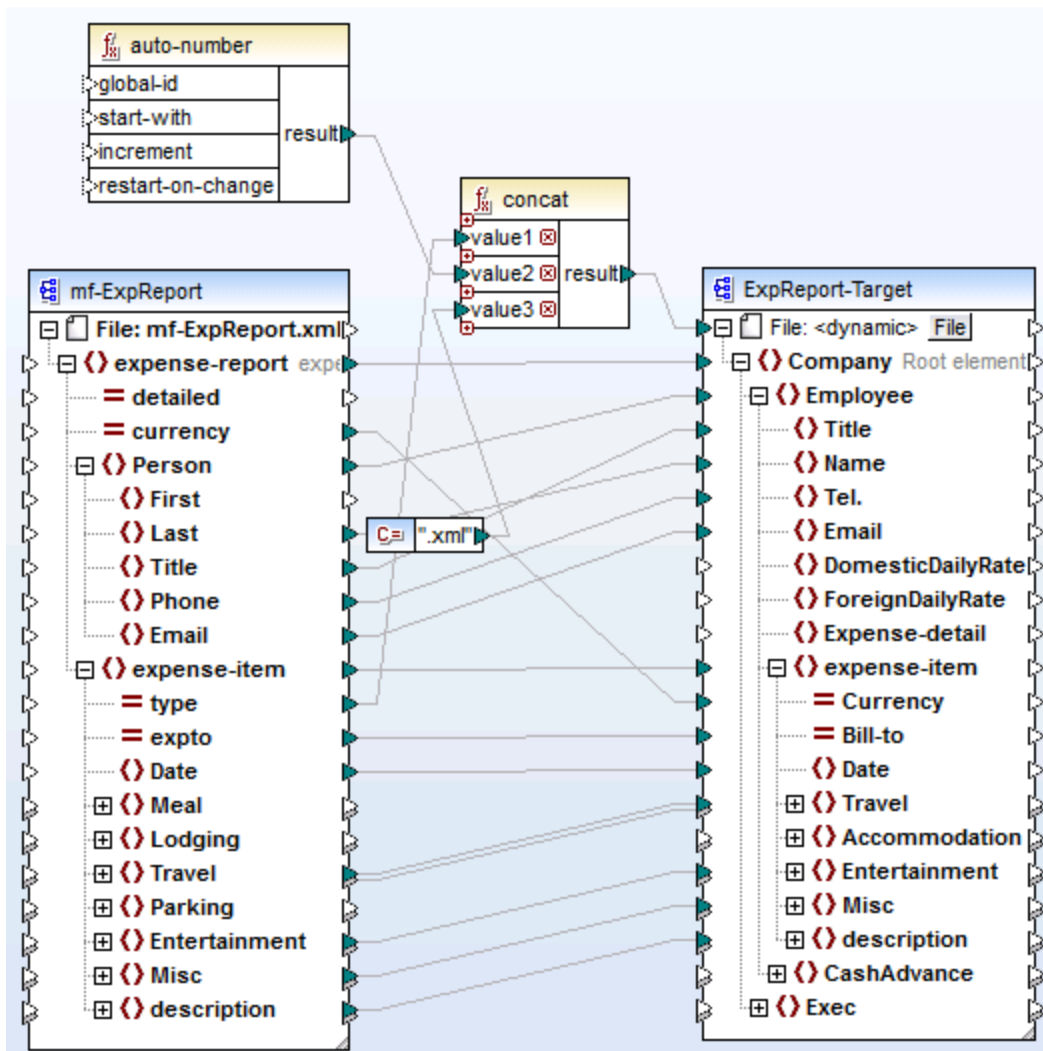 auto-number
global-id
start-with
increment
restart-on-change
result
concat
value1
value2
value3
result
mf-ExpReport
File: mf-ExpReport.xml
expense-report expe
detailed
currency
Person
First
Last
Title
Phone
Email
expense-item
type
expto
Date
Meal
Lodging
Travel
Parking
Entertainment
Misc
description
C= ".xml"
ExpReport-Target
File: <dynamic> File
Company Root element
Employee
Title
Name
Tel.
Email
DomesticDailyRate
ForeignDailyRate
Expense-detail
expense-item
Currency
Bill-to
Date
Travel
Accommodation
Entertainment
Misc
description
CashAdvance
Exec